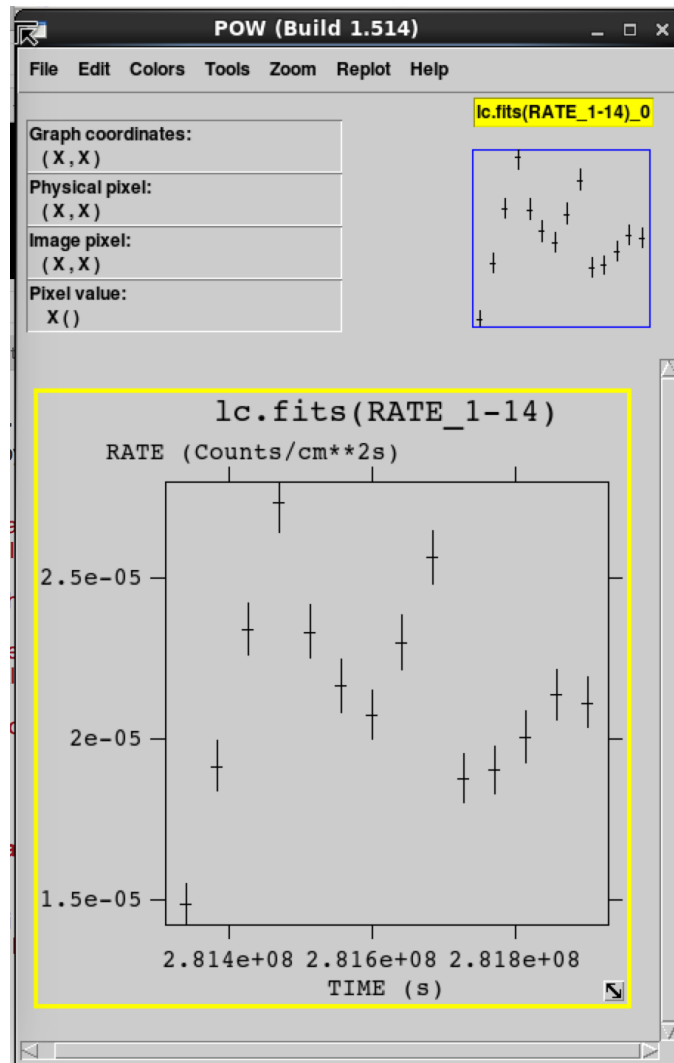 POW (Build 1.514)
File Edit Colors Tools Zoom Replot Help
lc.fits(RATE_1-14)_0
Graph coordinates:
(X,X)
Physical pixel:
(X,X)
Image pixel:
(X,X)
Pixel value:
X()
lc.fits(RATE_1-14)
RATE (Counts/cm**2s)
2.5e-05
2e-05
1.5e-05
2.814e+08 2.816e+08 2.818e+08
TIME (s)